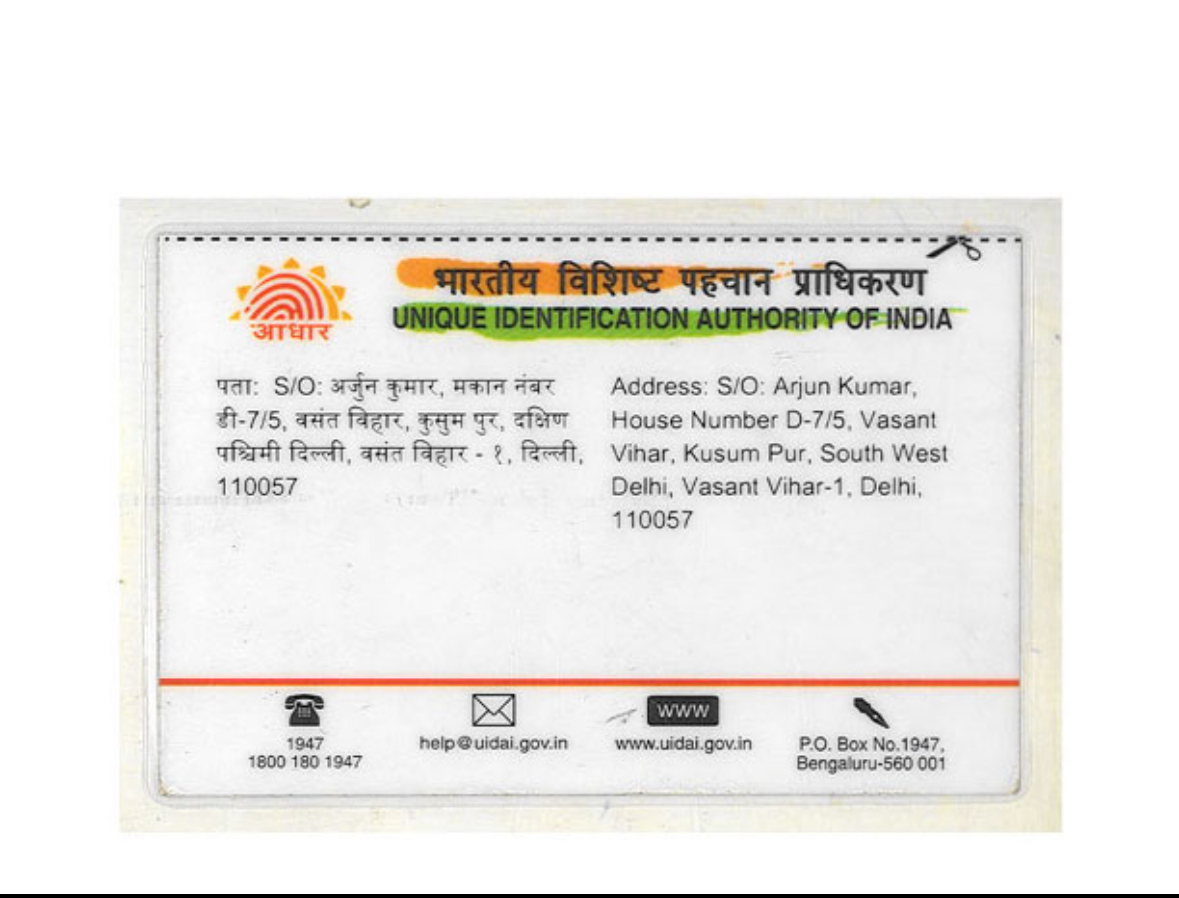 भारतीय विशिष्ट पहचान प्राधिकरण
UNIQUE IDENTIFICATION AUTHORITY OF INDIA
आधार
पता: S/O: अर्जुन कुमार, मकान नंबर
डी-7/5, वसंत विहार, कुसुम पुर, दक्षिण
पश्चिमी दिल्ली, वसंत विहार - १, दिल्ली,
110057
Address: S/O: Arjun Kumar,
House Number D-7/5, Vasant
Vihar, Kusum Pur, South West
Delhi, Vasant Vihar-1, Delhi,
110057
1947
1800 180 1947
help@uidai.gov.in
www
www.uidai.gov.in
P.O. Box No.1947,
Bengaluru-560 001